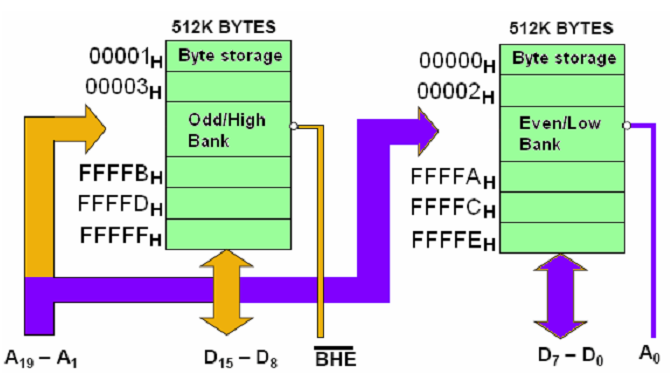 512K BYTES
512K BYTES
00001H
Byte storage
00003H
Odd/High
Bank
FFFFBH
FFFFDH
FFFFFH
00000H
Byte storage
00002H
Even/Low
Bank
FFFFAH
FFFFCH
FFFFEH
A19 – A1
D15 – D8
B̅H̅E̅
D7 – D0
A0